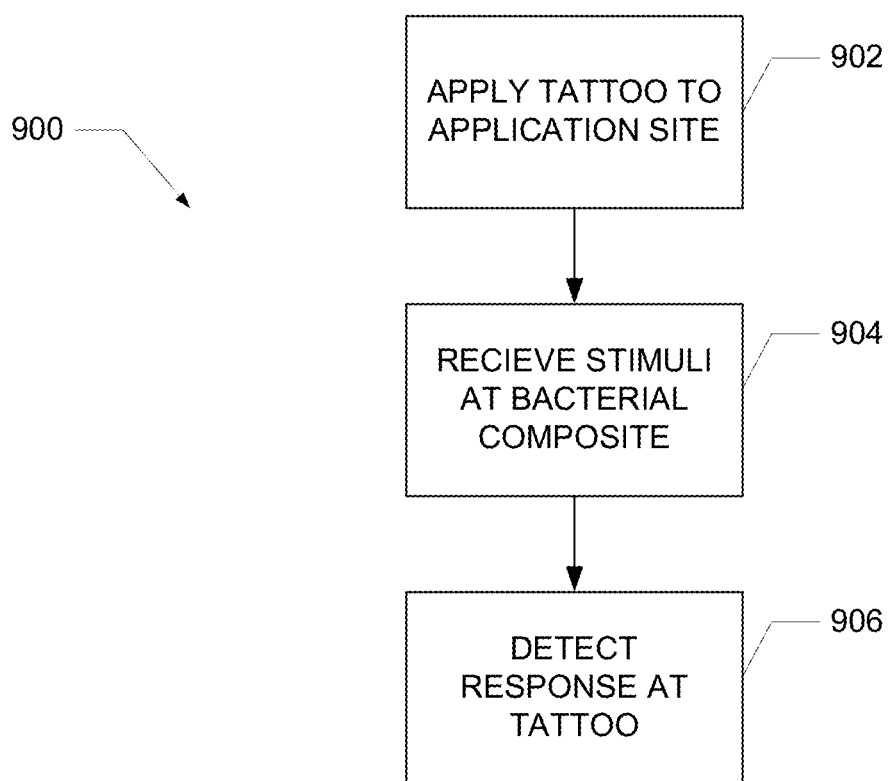 900
902
APPLY TATTOO TO
APPLICATION SITE
904
RECIEVE STIMULI
AT BACTERIAL
COMPOSITE
906
DETECT
RESPONSE AT
TATTOO